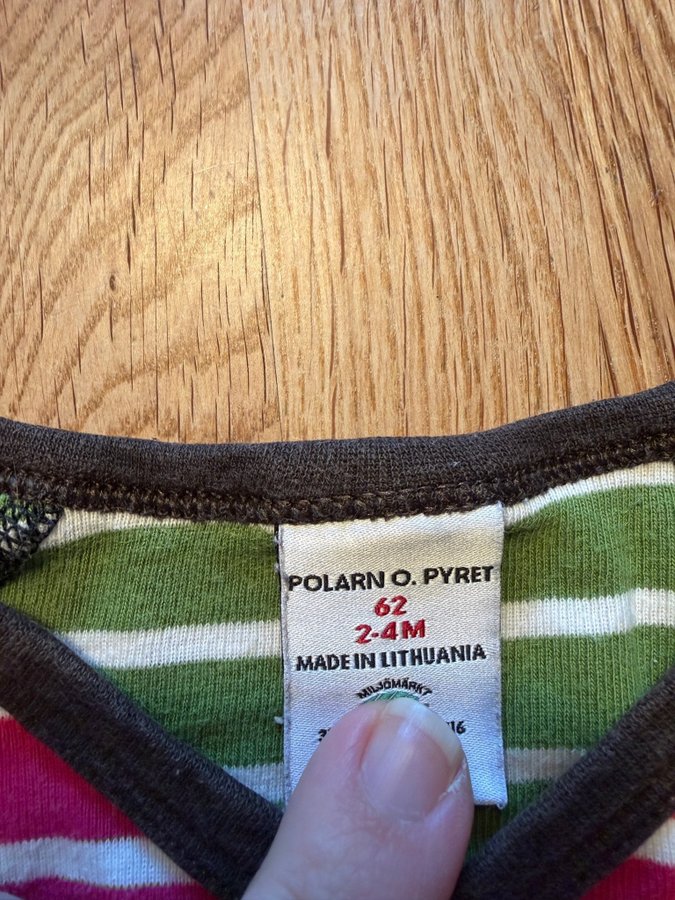 POLARN O. PYRET
62
2-4M
MADE IN LITHUANIA
MILJÖMÄRKT